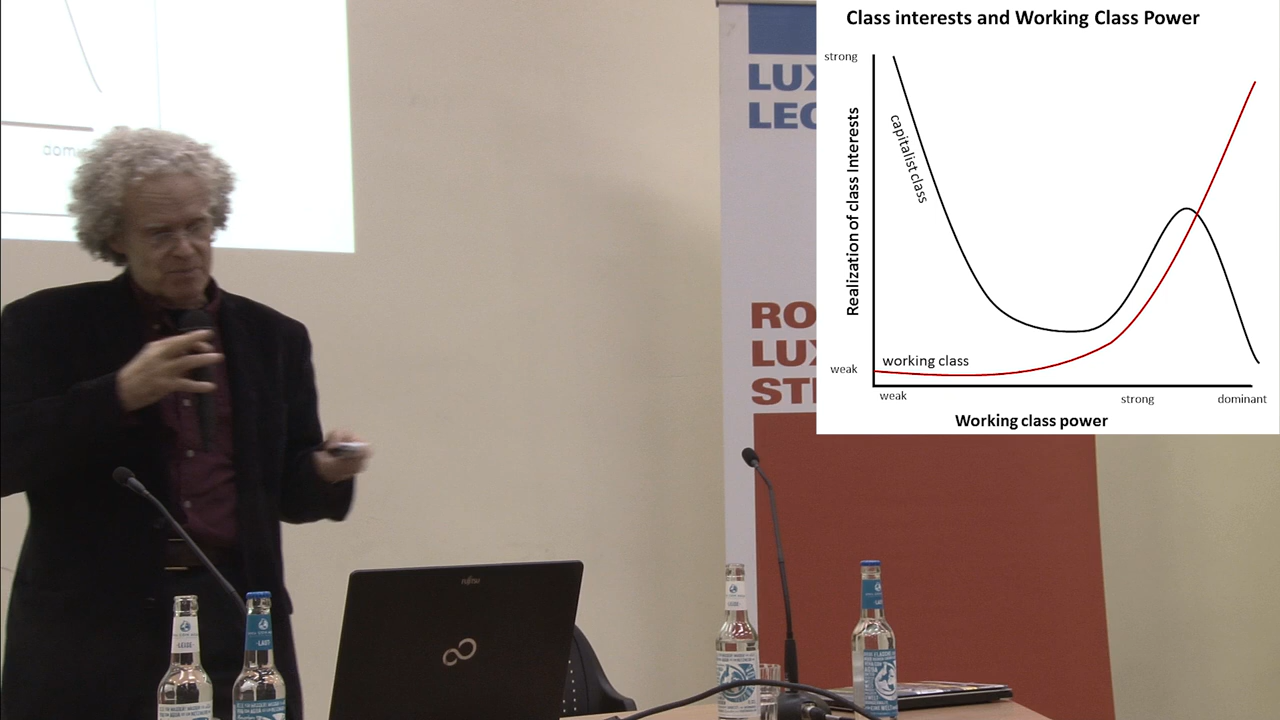 Class interests and Working Class Power
strong
Realization of class Interests
capitalist class
working class
weak
weak
strong
dominant
Working class power
LUX
LEC
RO
LUX
STI
FUJITSU